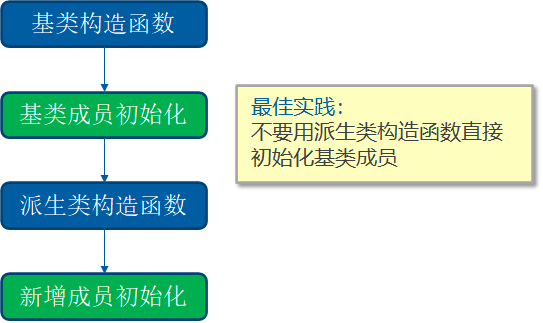 基类构造函数
基类成员初始化
派生类构造函数
新增成员初始化
最佳实践：
不要用派生类构造函数直接
初始化基类成员